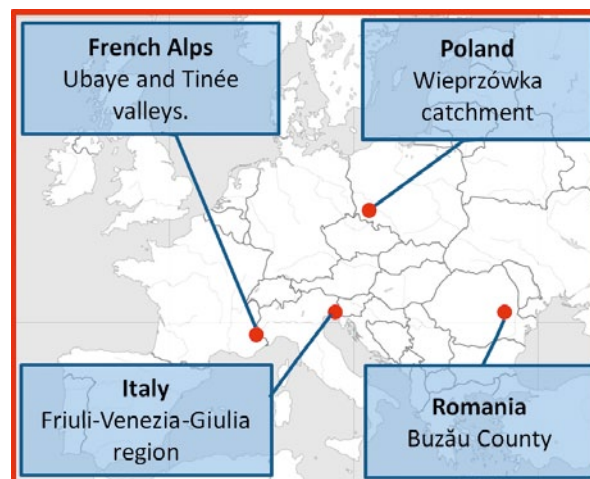 French Alps
Ubaye and Tinée
valleys.
Poland
Wieprzówka
catchment
Italy
Friuli-Venezia-Giulia
region
Romania
Buzău County